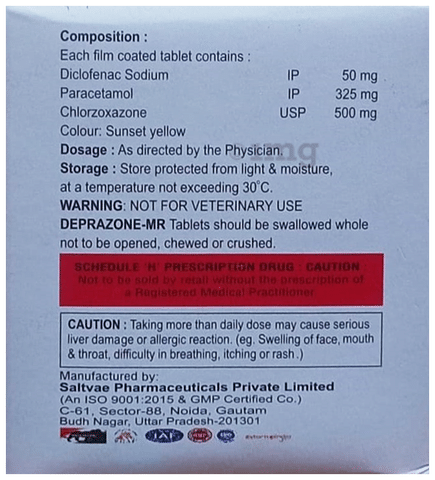 Composition :
Each film coated tablet contains :
Diclofenac Sodium IP 50 mg
Paracetamol IP 325 mg
Chlorzoxazone USP 500 mg
Colour: Sunset yellow
Dosage : As directed by the Physician.
Storage : Store protected from light & moisture,
at a temperature not exceeding 30°C.
WARNING: NOT FOR VETERINARY USE
DEPRAZONE-MR Tablets should be swallowed whole
not to be opened, chewed or crushed.
SCHEDULE 'H' PRESCRIPTION DRUG : CAUTION
Not to be sold by retail without the prescription of
a Registered Medical Practitioner
CAUTION : Taking more than daily dose may cause serious
liver damage or allergic reaction. (eg. Swelling of face, mouth
& throat, difficulty in breathing, itching or rash.)
Manufactured by:
Saltvae Pharmaceuticals Private Limited
(An ISO 9001:2015 & GMP Certified Co.)
C-61, Sector-88, Noida, Gautam
Budh Nagar, Uttar Pradesh-201301
IAF